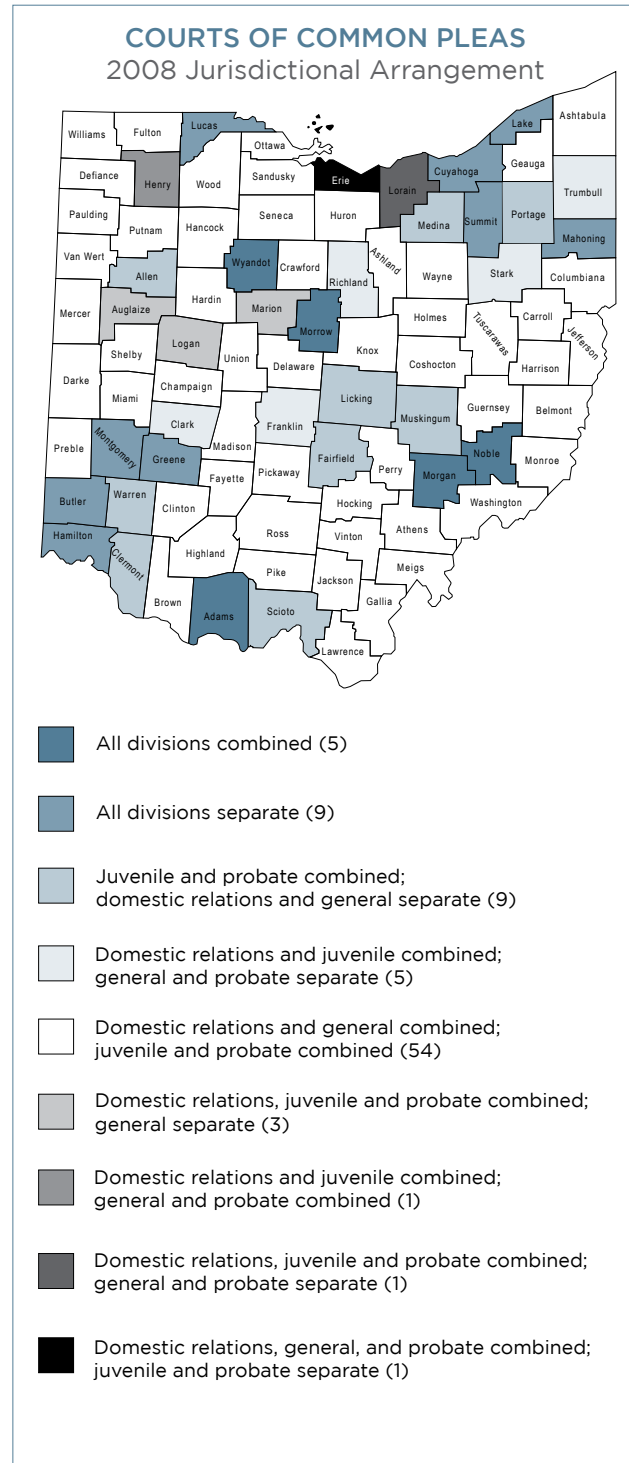 COURTS OF COMMON PLEAS
2008 Jurisdictional Arrangement
Williams
Fulton
Lucas
Ottawa
Lake
Ashtabula
Geauga
Cuyahoga
Trumbull
Defiance
Henry
Wood
Sandusky
Erie
Lorain
Paulding
Putnam
Hancock
Seneca
Huron
Medina
Summit
Portage
Mahoning
Van Wert
Allen
Wyandot
Crawford
Richland
Ashland
Wayne
Stark
Columbiana
Mercer
Auglaize
Hardin
Marion
Morrow
Holmes
Tuscarawas
Carroll
Jefferson
Shelby
Logan
Union
Delaware
Knox
Coshocton
Harrison
Darke
Miami
Champaign
Clark
Franklin
Licking
Muskingum
Guernsey
Belmont
Preble
Montgomery
Greene
Madison
Fayette
Pickaway
Fairfield
Perry
Morgan
Noble
Monroe
Washington
Butler
Warren
Clinton
Hocking
Athens
Hamilton
Clermont
Highland
Ross
Vinton
Meigs
Brown
Adams
Pike
Scioto
Jackson
Gallia
Lawrence
All divisions combined (5)
All divisions separate (9)
Juvenile and probate combined;
domestic relations and general separate (9)
Domestic relations and juvenile combined;
general and probate separate (5)
Domestic relations and general combined;
juvenile and probate combined (54)
Domestic relations, juvenile and probate combined;
general separate (3)
Domestic relations and juvenile combined;
general and probate combined (1)
Domestic relations, juvenile and probate combined;
general and probate separate (1)
Domestic relations, general, and probate combined;
juvenile and probate separate (1)